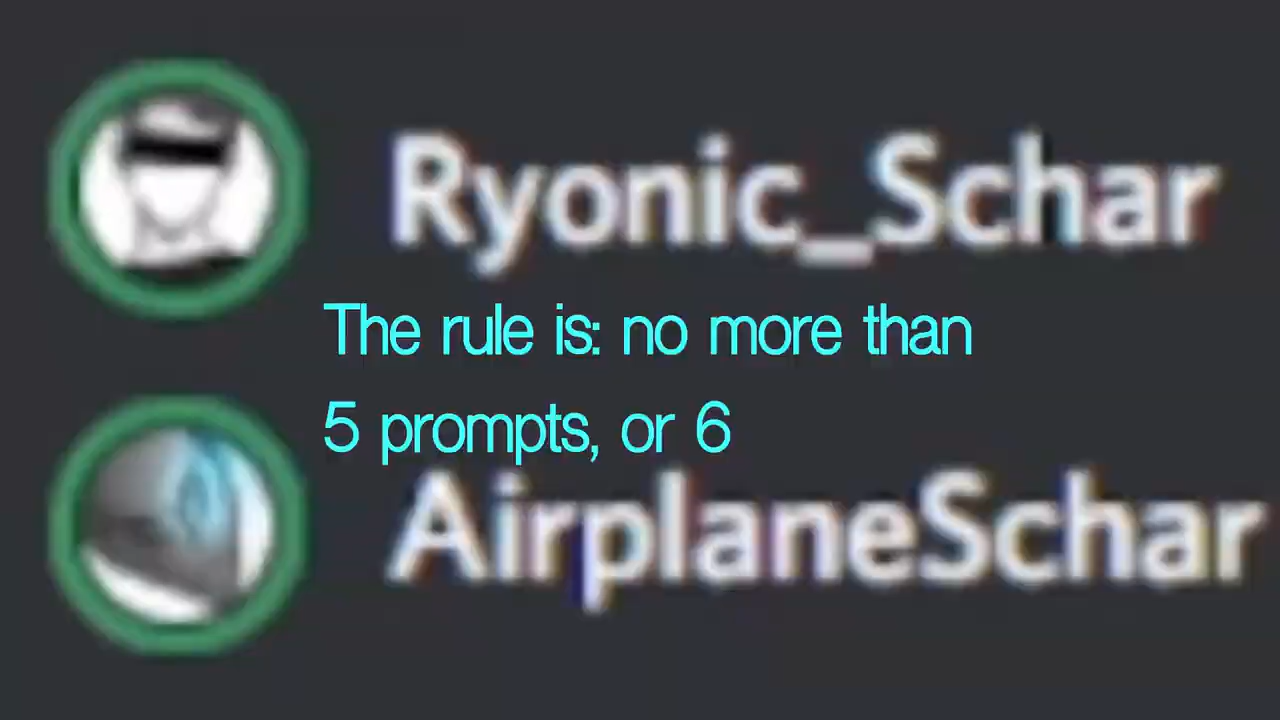 Ryonic_Schar
The rule is: no more than
5 prompts, or 6
AirplaneSchar